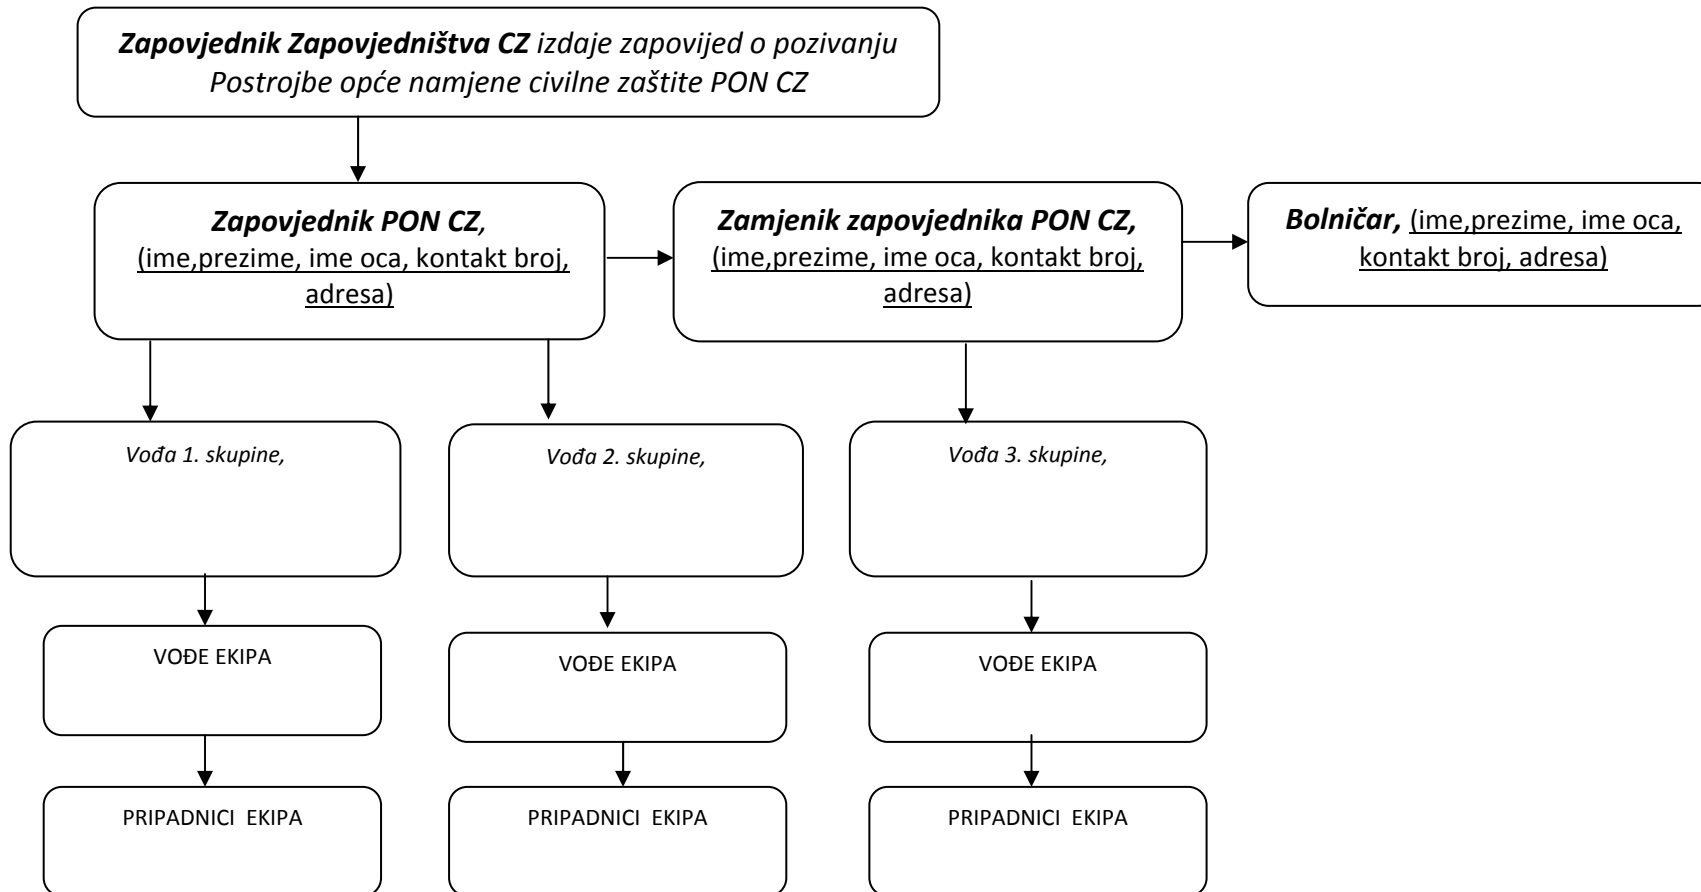 Zapovjednik Zapovjedništva CZ izdaje zapovijed o pozivanju
Postrojbe opće namjene civilne zaštite PON CZ
Zapovjednik PON CZ,
(ime,prezime, ime oca, kontakt broj,
adresa)
Zamjenik zapovjednika PON CZ,
(ime,prezime, ime oca, kontakt broj,
adresa)
Bolničar, (ime,prezime, ime oca,
kontakt broj, adresa)
Vođa 1. skupine,
Vođa 2. skupine,
Vođa 3. skupine,
VOĐE EKIPA
VOĐE EKIPA
VOĐE EKIPA
PRIPADNICI  EKIPA
PRIPADNICI  EKIPA
PRIPADNICI  EKIPA